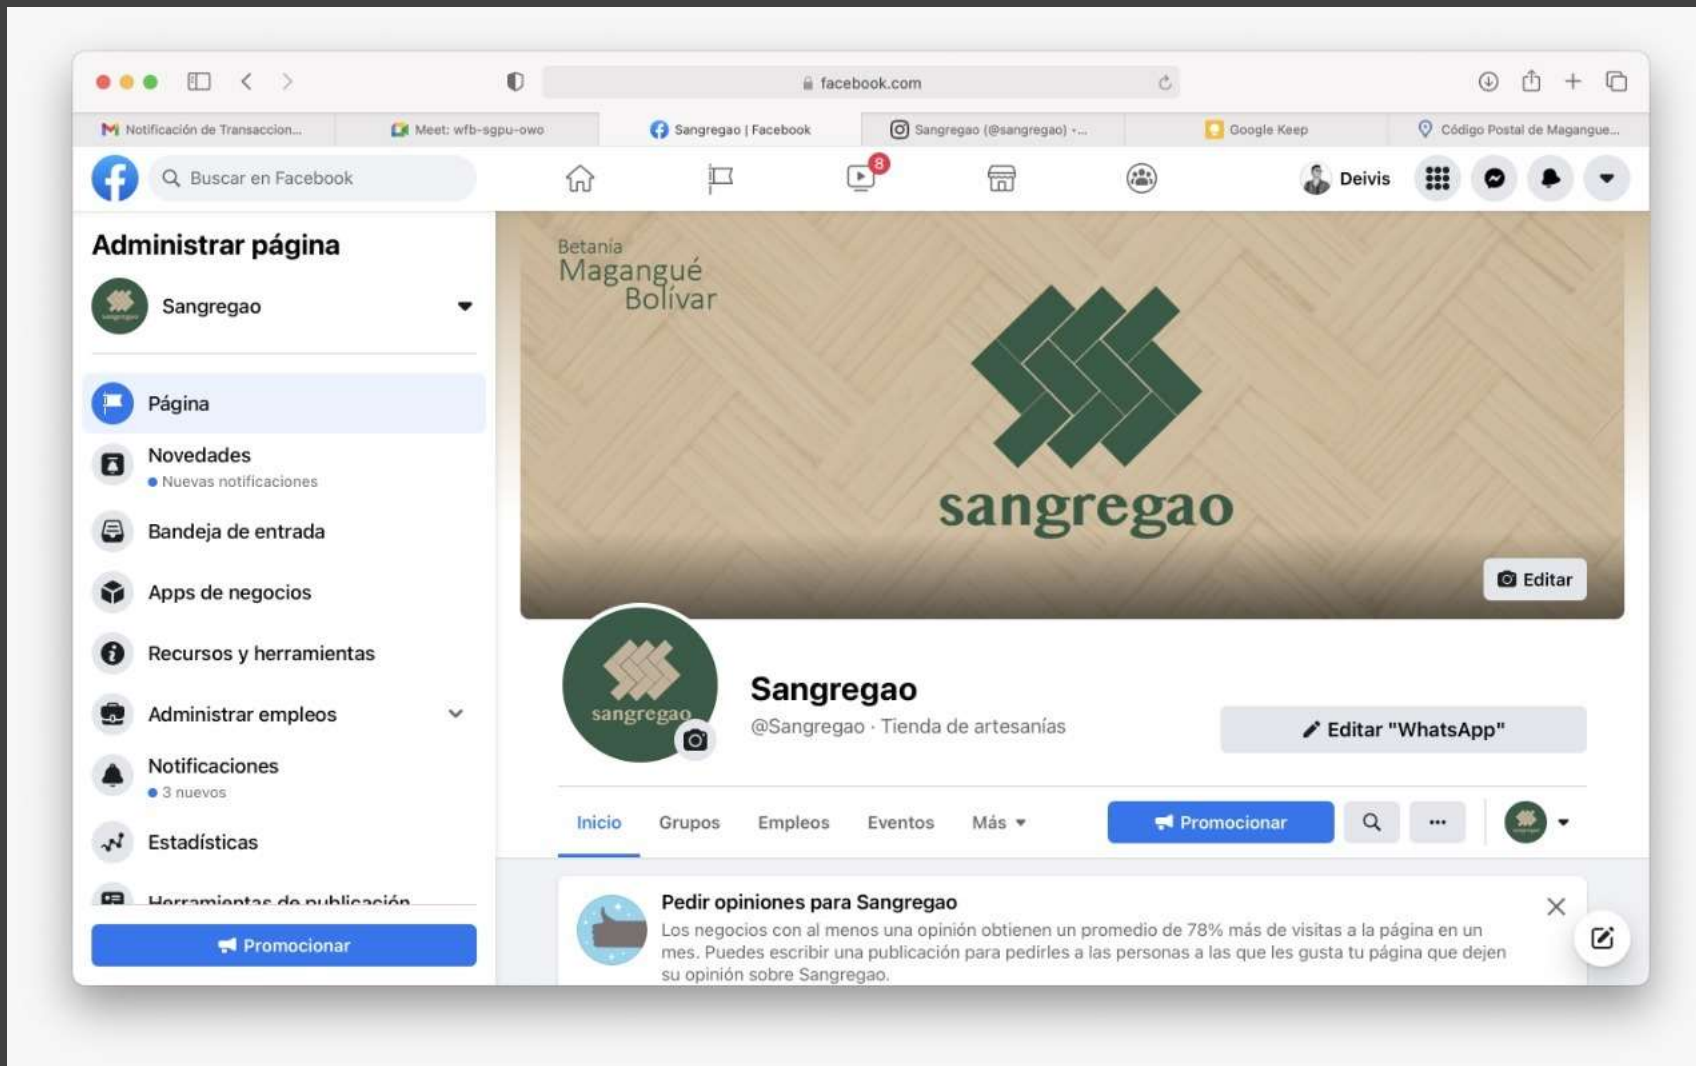 facebook.com
Notificación de Transaccion...
Meet: wfb-sgpu-owo
Sangregao | Facebook
Sangregao (@sangregao) •...
Google Keep
Código Postal de Magangue...
Buscar en Facebook
8
Deivis
Administrar página
Sangregao
Página
Novedades
Nuevas notificaciones
Bandeja de entrada
Apps de negocios
Recursos y herramientas
Administrar empleos
Notificaciones
3 nuevos
Estadísticas
Herramientas de publicación
Promocionar
Betanía
Magangué
Bolívar
sangregao
Editar
sangregao
Sangregao
@Sangregao · Tienda de artesanías
Editar "WhatsApp"
Inicio
Grupos
Empleos
Eventos
Más
Promocionar
Pedir opiniones para Sangregao
Los negocios con al menos una opinión obtienen un promedio de 78% más de visitas a la página en un
mes. Puedes escribir una publicación para pedirles a las personas a las que les gusta tu página que dejen
su opinión sobre Sangregao.